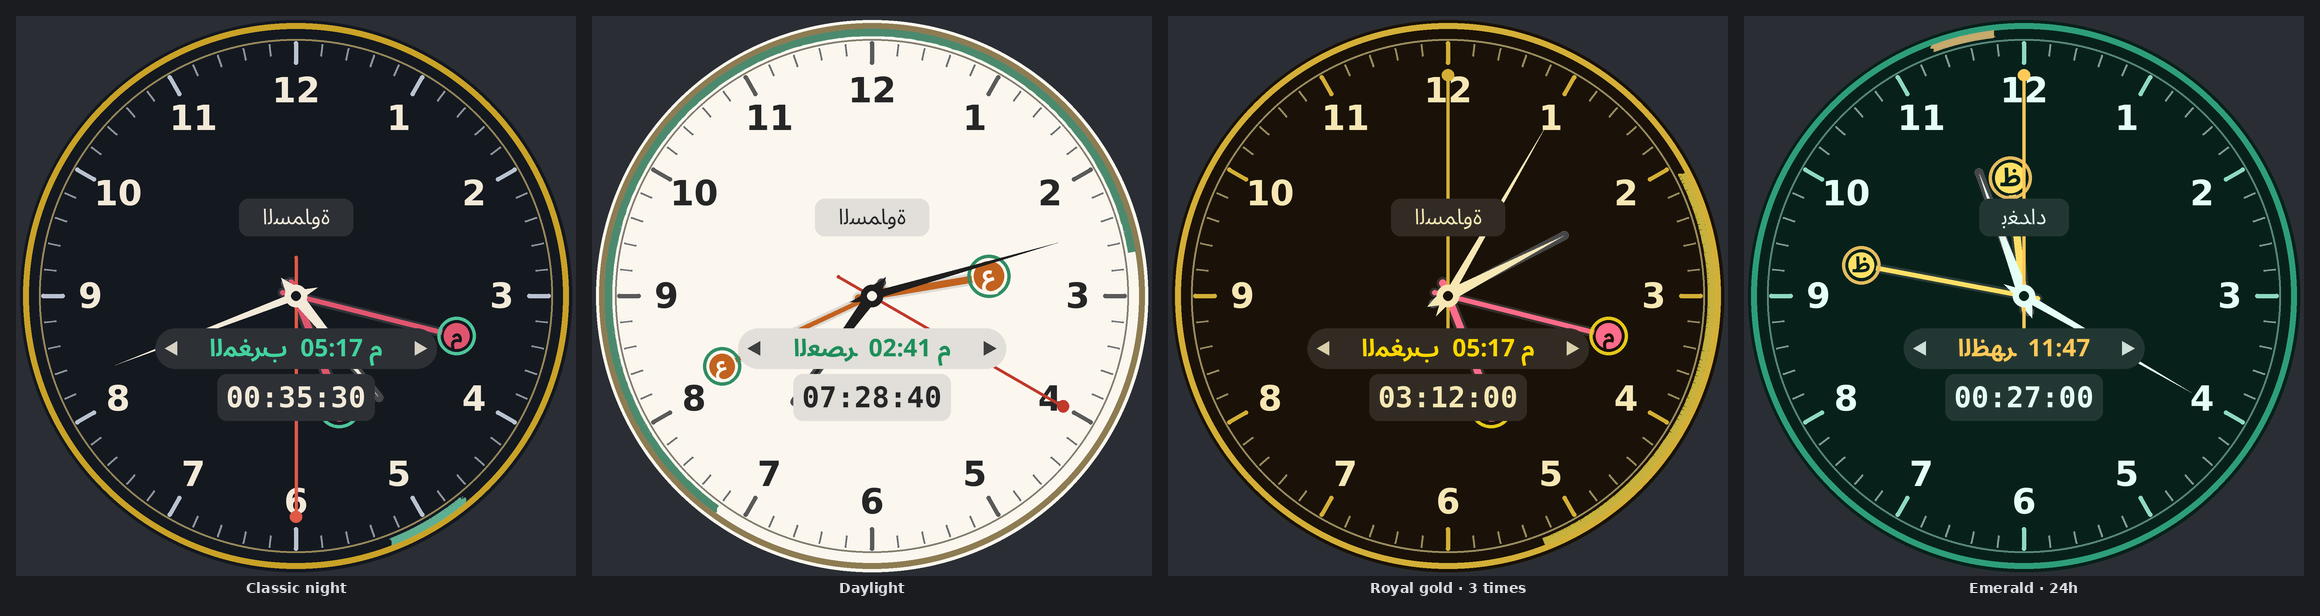 12
11 1
10 2
ةوامسلا
9 3
◀ م 05:17 برغملا ▶
00:35:30
8 4
7 5
6
م
Classic night
12
11 1
10 2
ةوامسلا
9 3
ع
ع
◀ م 02:41 رصعلا ▶
07:28:40
8 4
7 5
6
Daylight
12
11 1
10 2
ةوامسلا
9 3
م
◀ م 05:17 برغملا ▶
03:12:00
8 4
7 5
6
Royal gold · 3 times
12
11 1
ظ
10 2
دادغب
ظ
9 3
◀ 11:47 رهظلا ▶
00:27:00
8 4
7 5
6
Emerald · 24h